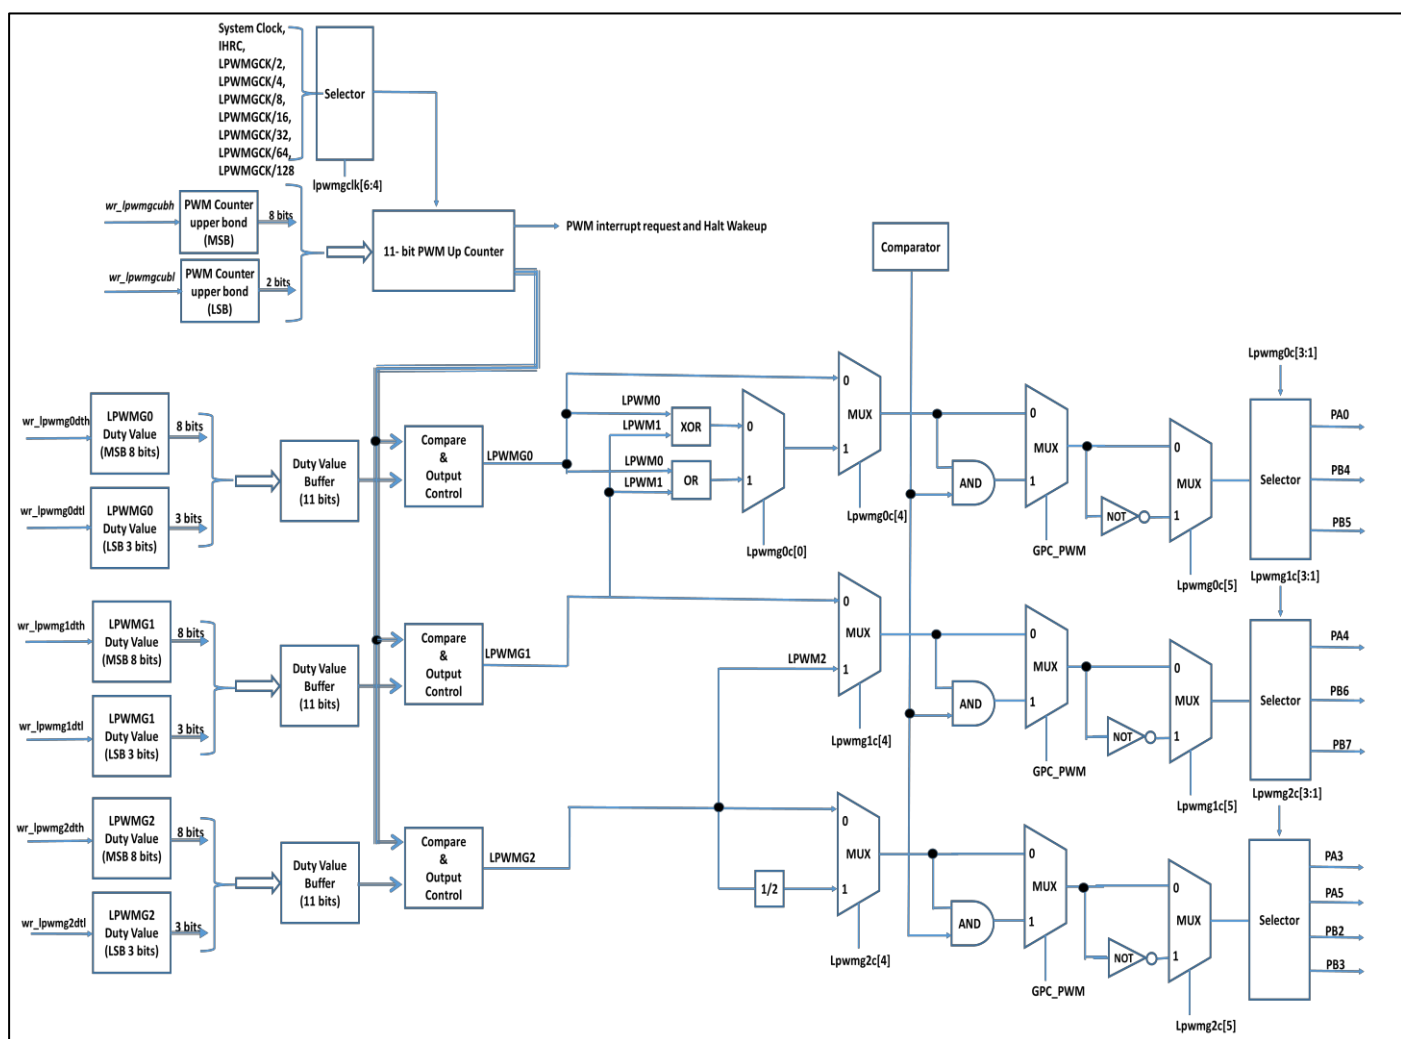 System Clock,
IHRC,
LPWMGCK/2,
LPWMGCK/4,
LPWMGCK/8,
LPWMGCK/16,
LPWMGCK/32,
LPWMGCK/64,
LPWMGCK/128
Selector
lpwmgclk[6:4]
wr_lpwmgcubh
PWM Counter
upper bond
(MSB)
8 bits
wr_lpwmgcubl
PWM Counter
upper bond
(LSB)
2 bits
11- bit PWM Up Counter
PWM interrupt request and Halt Wakeup
Comparator
wr_lpwmg0dth
LPWMG0
Duty Value
(MSB 8 bits)
8 bits
wr_lpwmg0dtl
LPWMG0
Duty Value
(LSB 3 bits)
3 bits
Duty Value
Buffer
(11 bits)
Compare
&
Output
Control
LPWMG0
LPWM0
LPWM1
XOR
LPWM0
LPWM1
OR
0
1
Lpwmg0c[0]
0
MUX
1
Lpwmg0c[4]
AND
0
MUX
1
GPC_PWM
NOT
0
MUX
1
Lpwmg0c[5]
Lpwmg0c[3:1]
Selector
PA0
PB4
PB5
wr_lpwmg1dth
LPWMG1
Duty Value
(MSB 8 bits)
8 bits
wr_lpwmg1dtl
LPWMG1
Duty Value
(LSB 3 bits)
3 bits
Duty Value
Buffer
(11 bits)
Compare
&
Output
Control
LPWMG1
LPWM2
0
MUX
1
Lpwmg1c[4]
AND
0
MUX
1
GPC_PWM
NOT
0
MUX
1
Lpwmg1c[5]
Lpwmg1c[3:1]
Selector
PA4
PB6
PB7
wr_lpwmg2dth
LPWMG2
Duty Value
(MSB 8 bits)
8 bits
wr_lpwmg2dtl
LPWMG2
Duty Value
(LSB 3 bits)
3 bits
Duty Value
Buffer
(11 bits)
Compare
&
Output
Control
LPWMG2
1/2
0
MUX
1
Lpwmg2c[4]
AND
0
MUX
1
GPC_PWM
NOT
0
MUX
1
Lpwmg2c[5]
Lpwmg2c[3:1]
Selector
PA3
PA5
PB2
PB3